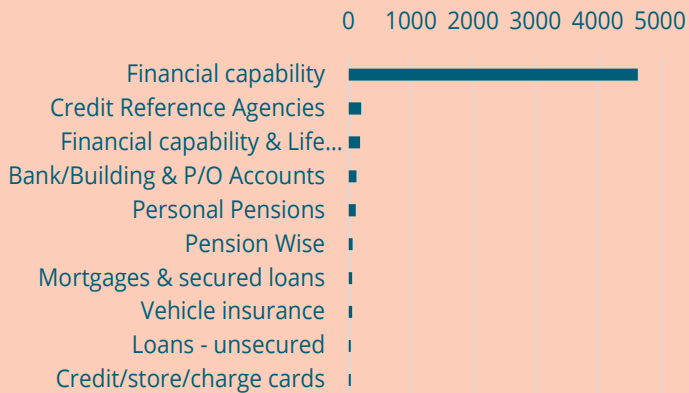 0 1000 2000 3000 4000 5000
Financial capability
Credit Reference Agencies
Financial capability & Life...
Bank/Building & P/O Accounts
Personal Pensions
Pension Wise
Mortgages & secured loans
Vehicle insurance
Loans - unsecured
Credit/store/charge cards